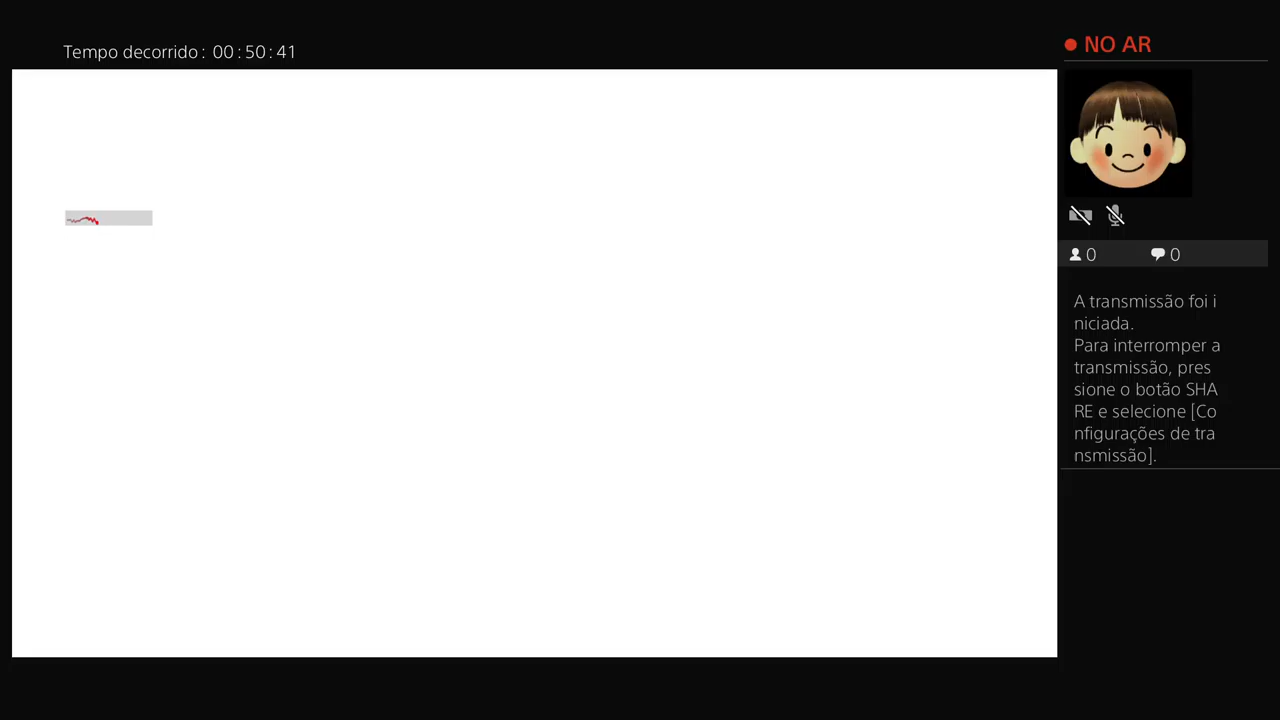 Tempo decorrido: 00:50:41
NO AR
0 0
A transmissão foi i
niciada.
Para interromper a
transmissão, pres
sione o botão SHA
RE e selecione [Co
nfigurações de tra
nsmissão].